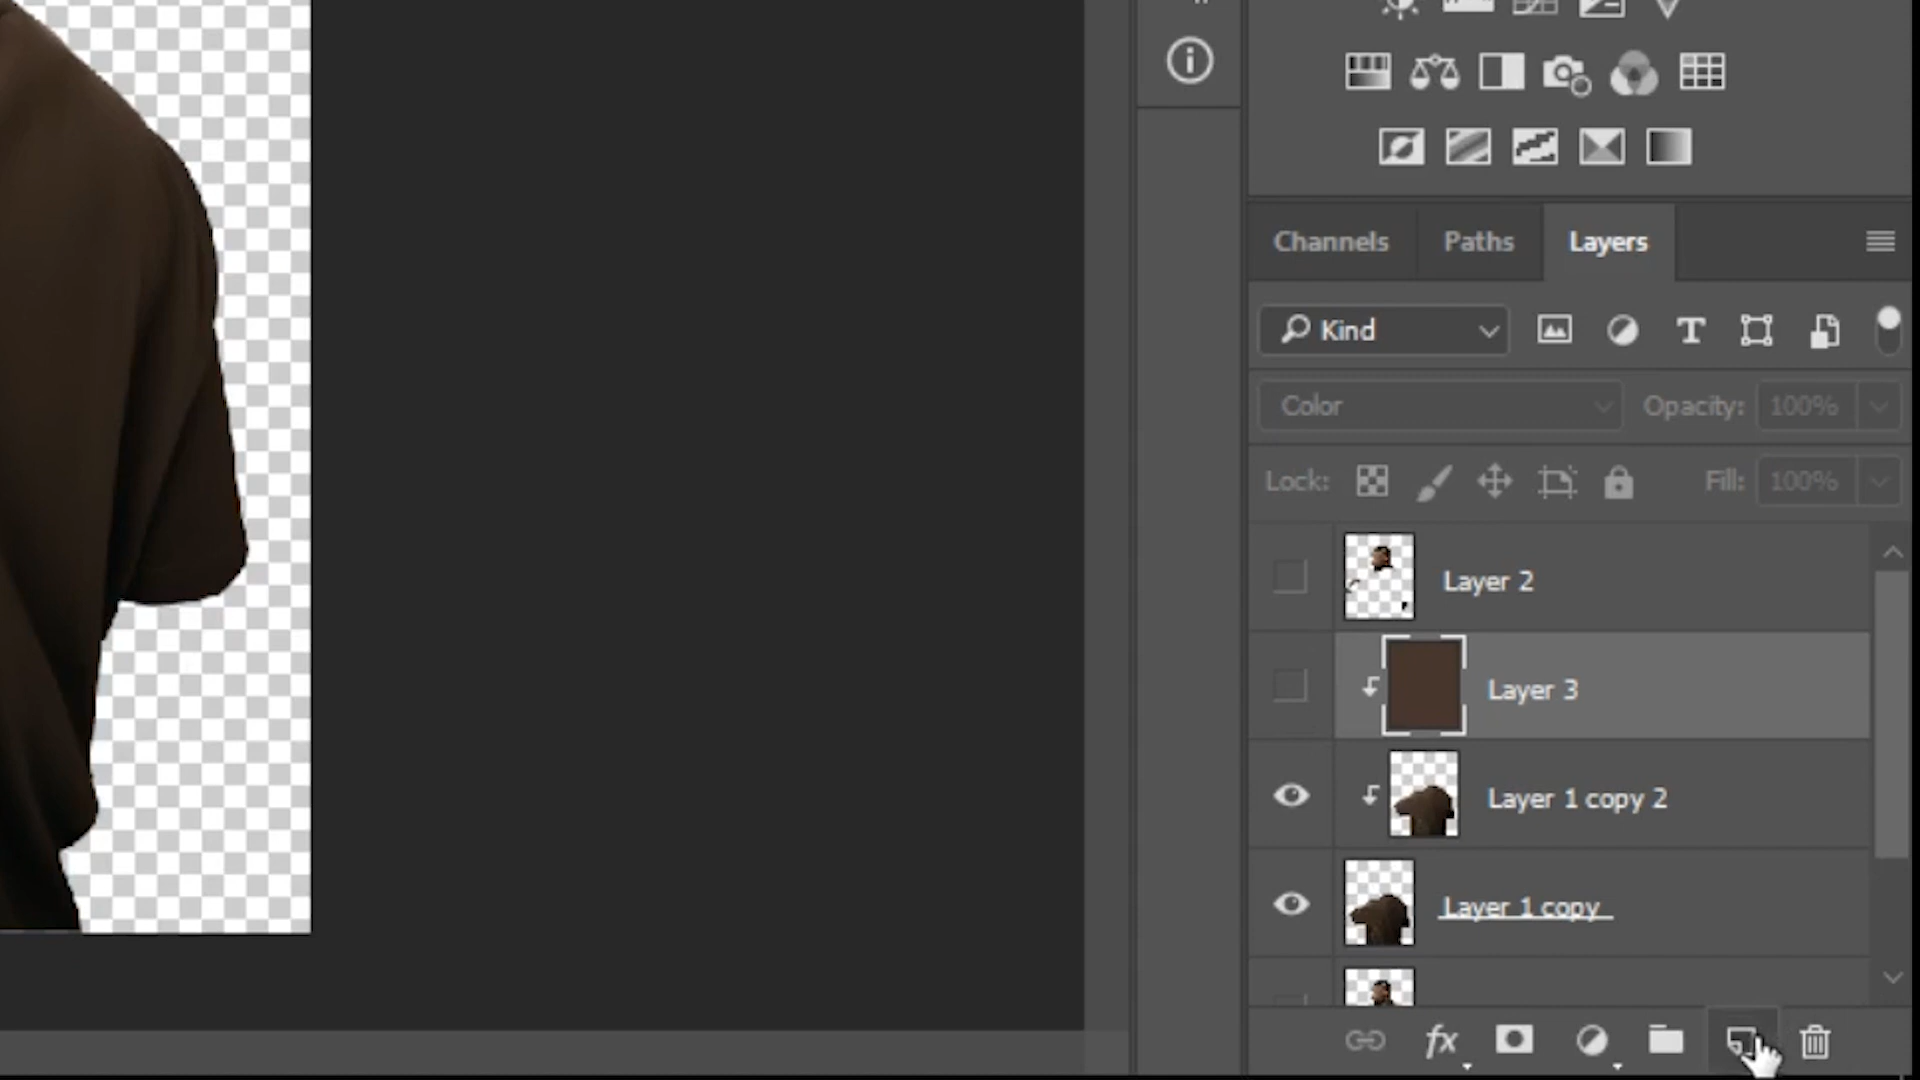 Channels Paths Layers
Kind T
Color Opacity: 100%
Lock: Fill: 100%
Layer 2
Layer 3
Layer 1 copy 2
Layer 1 copy
fx